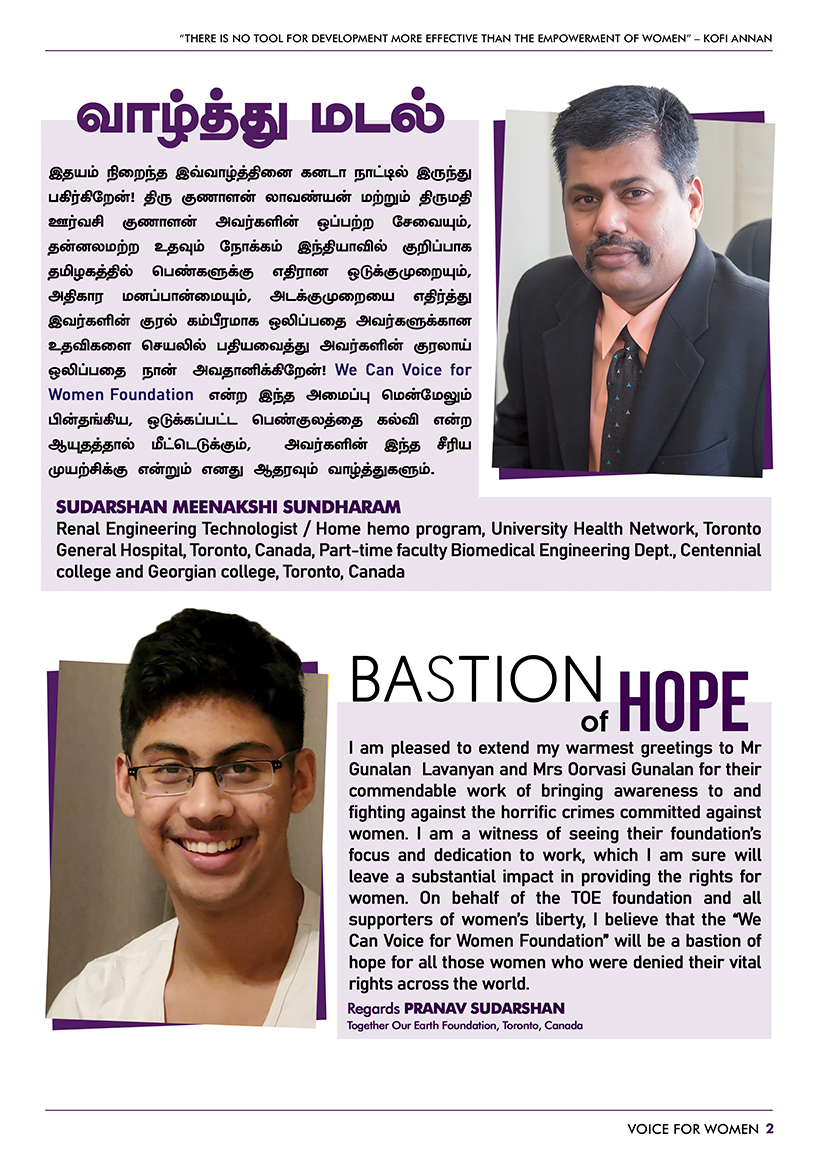 “THERE IS NO TOOL FOR DEVELOPMENT MORE EFFECTIVE THAN THE EMPOWERMENT OF WOMEN” – KOFI ANNAN
வாழ்த்து மடல்
இதயம் நிறைந்த இவ்வாழ்த்தினை கனடா நாட்டில் இருந்து
பகிர்கிறேன்! திரு குணாளன் லாவண்யன் மற்றும் திருமதி
ஊர்வசி குணாளன் அவர்களின் ஒப்பற்ற சேவையும்,
தன்னலமற்ற உதவும் நோக்கம் இந்தியாவில் குறிப்பாக
தமிழகத்தில் பெண்களுக்கு எதிரான ஒடுக்குமுறையும்,
அதிகார மனப்பான்மையும், அடக்குமுறையை எதிர்த்து
இவர்களின் குரல் கம்பீரமாக ஒலிப்பதை அவர்களுக்கான
உதவிகளை செயலில் பதியவைத்து அவர்களின் குரலாய்
ஒலிப்பதை நான் அவதானிக்கிறேன்! We Can Voice for
Women Foundation என்ற இந்த அமைப்பு மென்மேலும்
பின்தங்கிய, ஒடுக்கப்பட்ட பெண்குலத்தை கல்வி என்ற
ஆயுதத்தால் மீட்டெடுக்கும், அவர்களின் இந்த சீரிய
முயற்சிக்கு என்றும் எனது ஆதரவும் வாழ்த்துகளும்.
SUDARSHAN MEENAKSHI SUNDHARAM
Renal Engineering Technologist / Home hemo program, University Health Network, Toronto
General Hospital, Toronto, Canada, Part-time faculty Biomedical Engineering Dept., Centennial
college and Georgian college, Toronto, Canada
BASTION
of HOPE
I am pleased to extend my warmest greetings to Mr
Gunalan Lavanyan and Mrs Oorvasi Gunalan for their
commendable work of bringing awareness to and
fighting against the horrific crimes committed against
women. I am a witness of seeing their foundation’s
focus and dedication to work, which I am sure will
leave a substantial impact in providing the rights for
women. On behalf of the TOE foundation and all
supporters of women’s liberty, I believe that the “We
Can Voice for Women Foundation” will be a bastion of
hope for all those women who were denied their vital
rights across the world.
Regards PRANAV SUDARSHAN
Together Our Earth Foundation, Toronto, Canada
VOICE FOR WOMEN 2